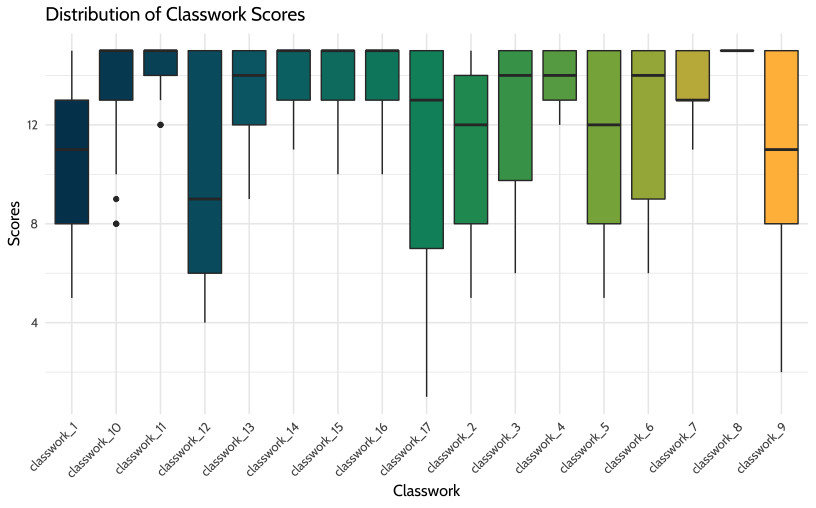 Distribution of Classwork Scores
12
8
4
Scores
classwork_1
classwork_10
classwork_11
classwork_12
classwork_13
classwork_14
classwork_15
classwork_16
classwork_17
classwork_2
classwork_3
classwork_4
classwork_5
classwork_6
classwork_7
classwork_8
classwork_9
Classwork